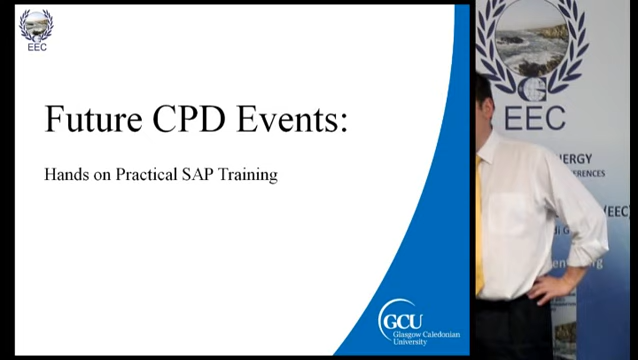 EEC
Future CPD Events:
Hands on Practical SAP Training
GCU
Glasgow Caledonian
University
EEC
ERGY
ERENCES
(EEC)